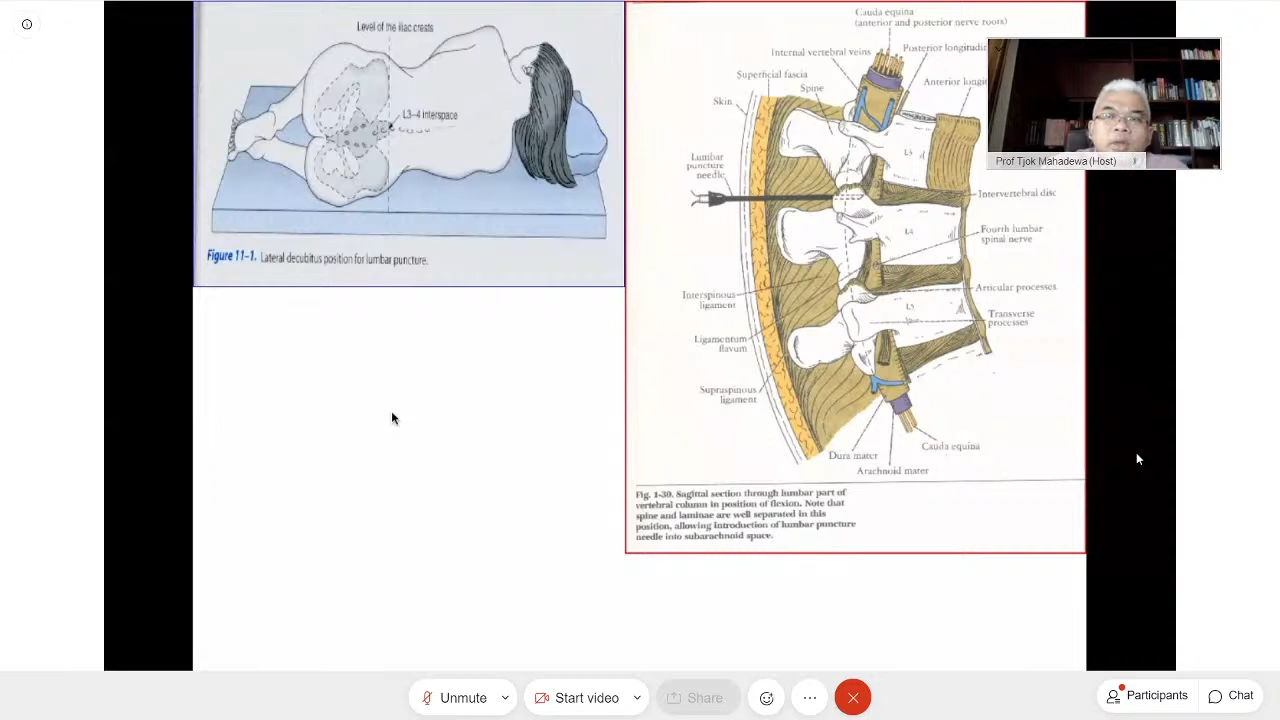 Level of the iliac crests
L3-4 interspace
Figure 11-1. Lateral decubitus position for lumbar puncture.
Cauda equina
(anterior and posterior nerve roots)
Internal vertebral veins
Posterior
Superficial fascia
Anterior
Spine
Skin
Lumbar
puncture
needle
Intervertebral disc
L4
Fourth lumbar
spinal nerve
Articular processes
Interspinous
ligament
L5
Transverse
processes
Ligamentum
flavum
Supraspinous
ligament
Cauda equina
Dura mater
Arachnoid mater
Fig. 1-30. Sagittal section through lumbar part of
vertebral column in position of flexion. Note that
spine and laminae are well separated in this
position, allowing introduction of lumbar puncture
needle into subarachnoid space.
Prof Tjok Mahadewa (Host)
Unmute
Start video
Share
Participants
Chat